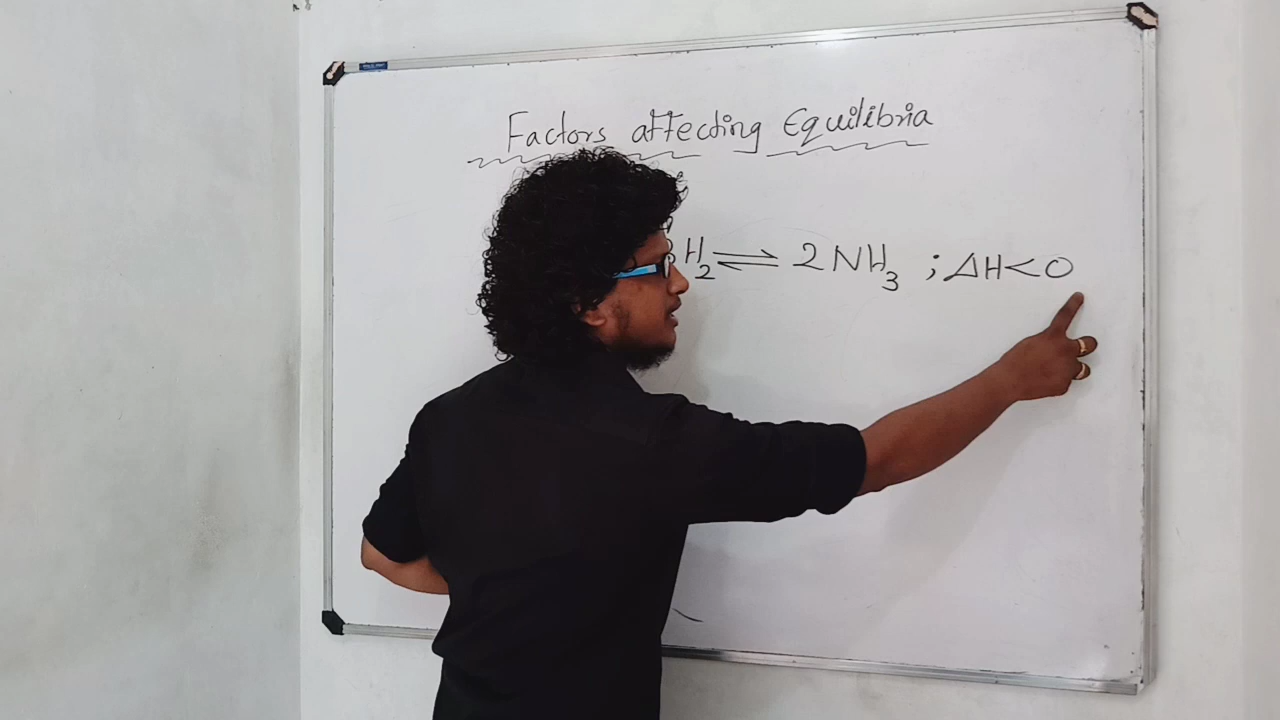 Factors affecting Equilibria
H₂ ⇌ 2NH₃ ; ΔH<0